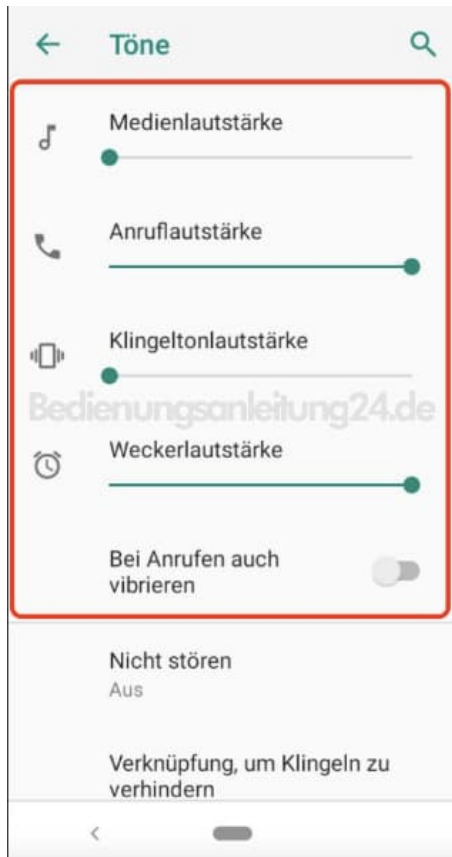 Töne
Medienlautstärke
Anruflautstärke
Klingeltonlautstärke
Bedienungsanleitung24.de
Weckerlautstärke
Bei Anrufen auch
vibrieren
Nicht stören
Aus
Verknüpfung, um Klingeln zu
verhindern